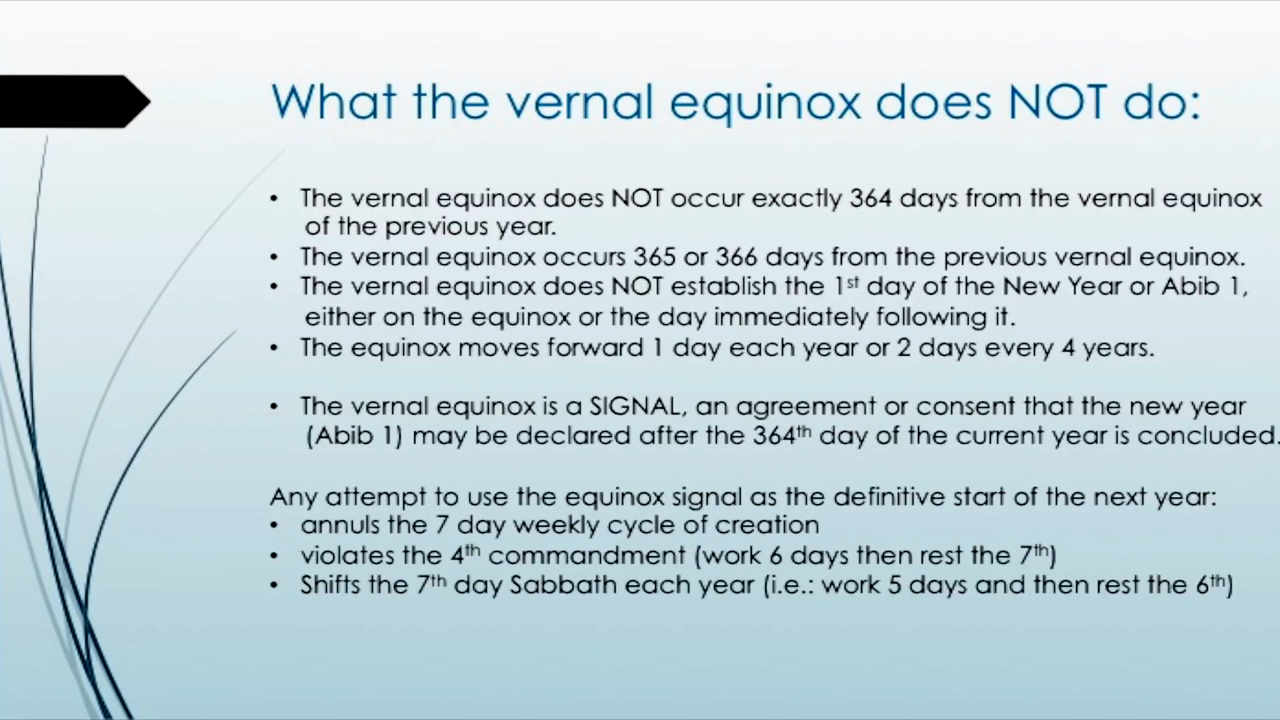 What the vernal equinox does NOT do:
• The vernal equinox does NOT occur exactly 364 days from the vernal equinox
of the previous year.
• The vernal equinox occurs 365 or 366 days from the previous vernal equinox.
• The vernal equinox does NOT establish the 1st day of the New Year or Abib 1,
either on the equinox or the day immediately following it.
• The equinox moves forward 1 day each year or 2 days every 4 years.
• The vernal equinox is a SIGNAL, an agreement or consent that the new year
(Abib 1) may be declared after the 364th day of the current year is concluded.
Any attempt to use the equinox signal as the definitive start of the next year:
• annuls the 7 day weekly cycle of creation
• violates the 4th commandment (work 6 days then rest the 7th)
• Shifts the 7th day Sabbath each year (i.e.: work 5 days and then rest the 6th)